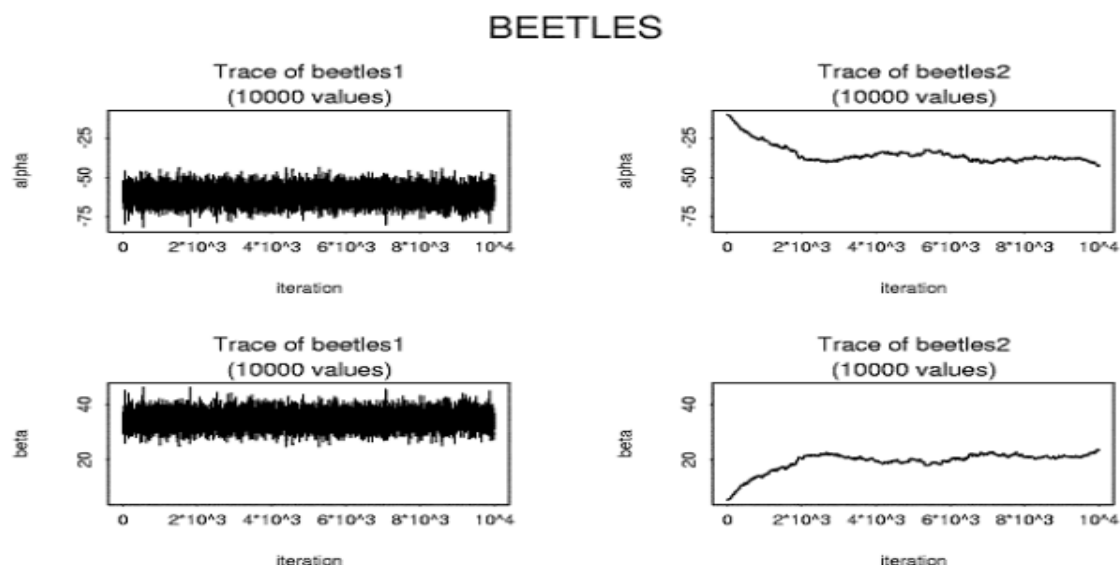 BEETLES
Trace of beetles1
(10000 values)
alpha
-25
-50
-75
0 2*10^3 4*10^3 6*10^3 8*10^3 10^4
iteration
Trace of beetles2
(10000 values)
alpha
-25
-50
-75
0 2*10^3 4*10^3 6*10^3 8*10^3 10^4
iteration
Trace of beetles1
(10000 values)
beta
40
20
0 2*10^3 4*10^3 6*10^3 8*10^3 10^4
iteration
Trace of beetles2
(10000 values)
beta
40
20
0 2*10^3 4*10^3 6*10^3 8*10^3 10^4
iteration